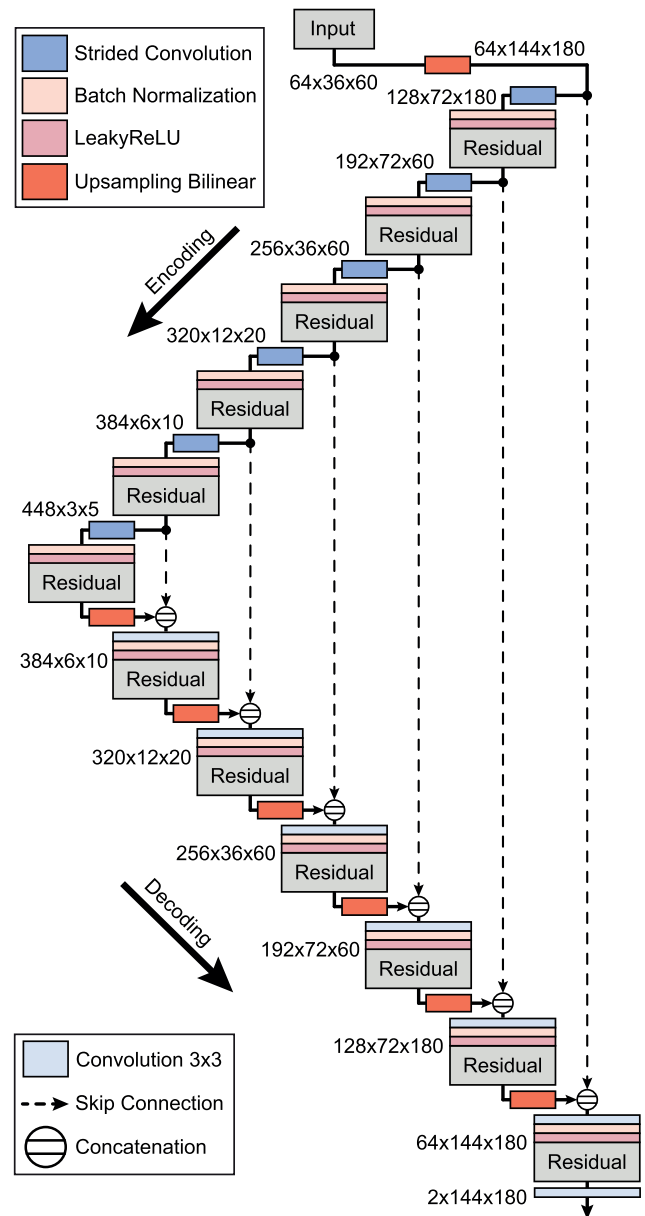 Input
Strided Convolution
Batch Normalization
LeakyReLU
Upsampling Bilinear
64x36x60
64x144x180
128x72x180
Residual
192x72x60
Residual
Encoding
256x36x60
Residual
320x12x20
Residual
384x6x10
Residual
448x3x5
Residual
384x6x10
Residual
320x12x20
Residual
256x36x60
Residual
Decoding
192x72x60
Residual
128x72x180
Residual
64x144x180
Residual
2x144x180
Convolution 3x3
Skip Connection
Concatenation